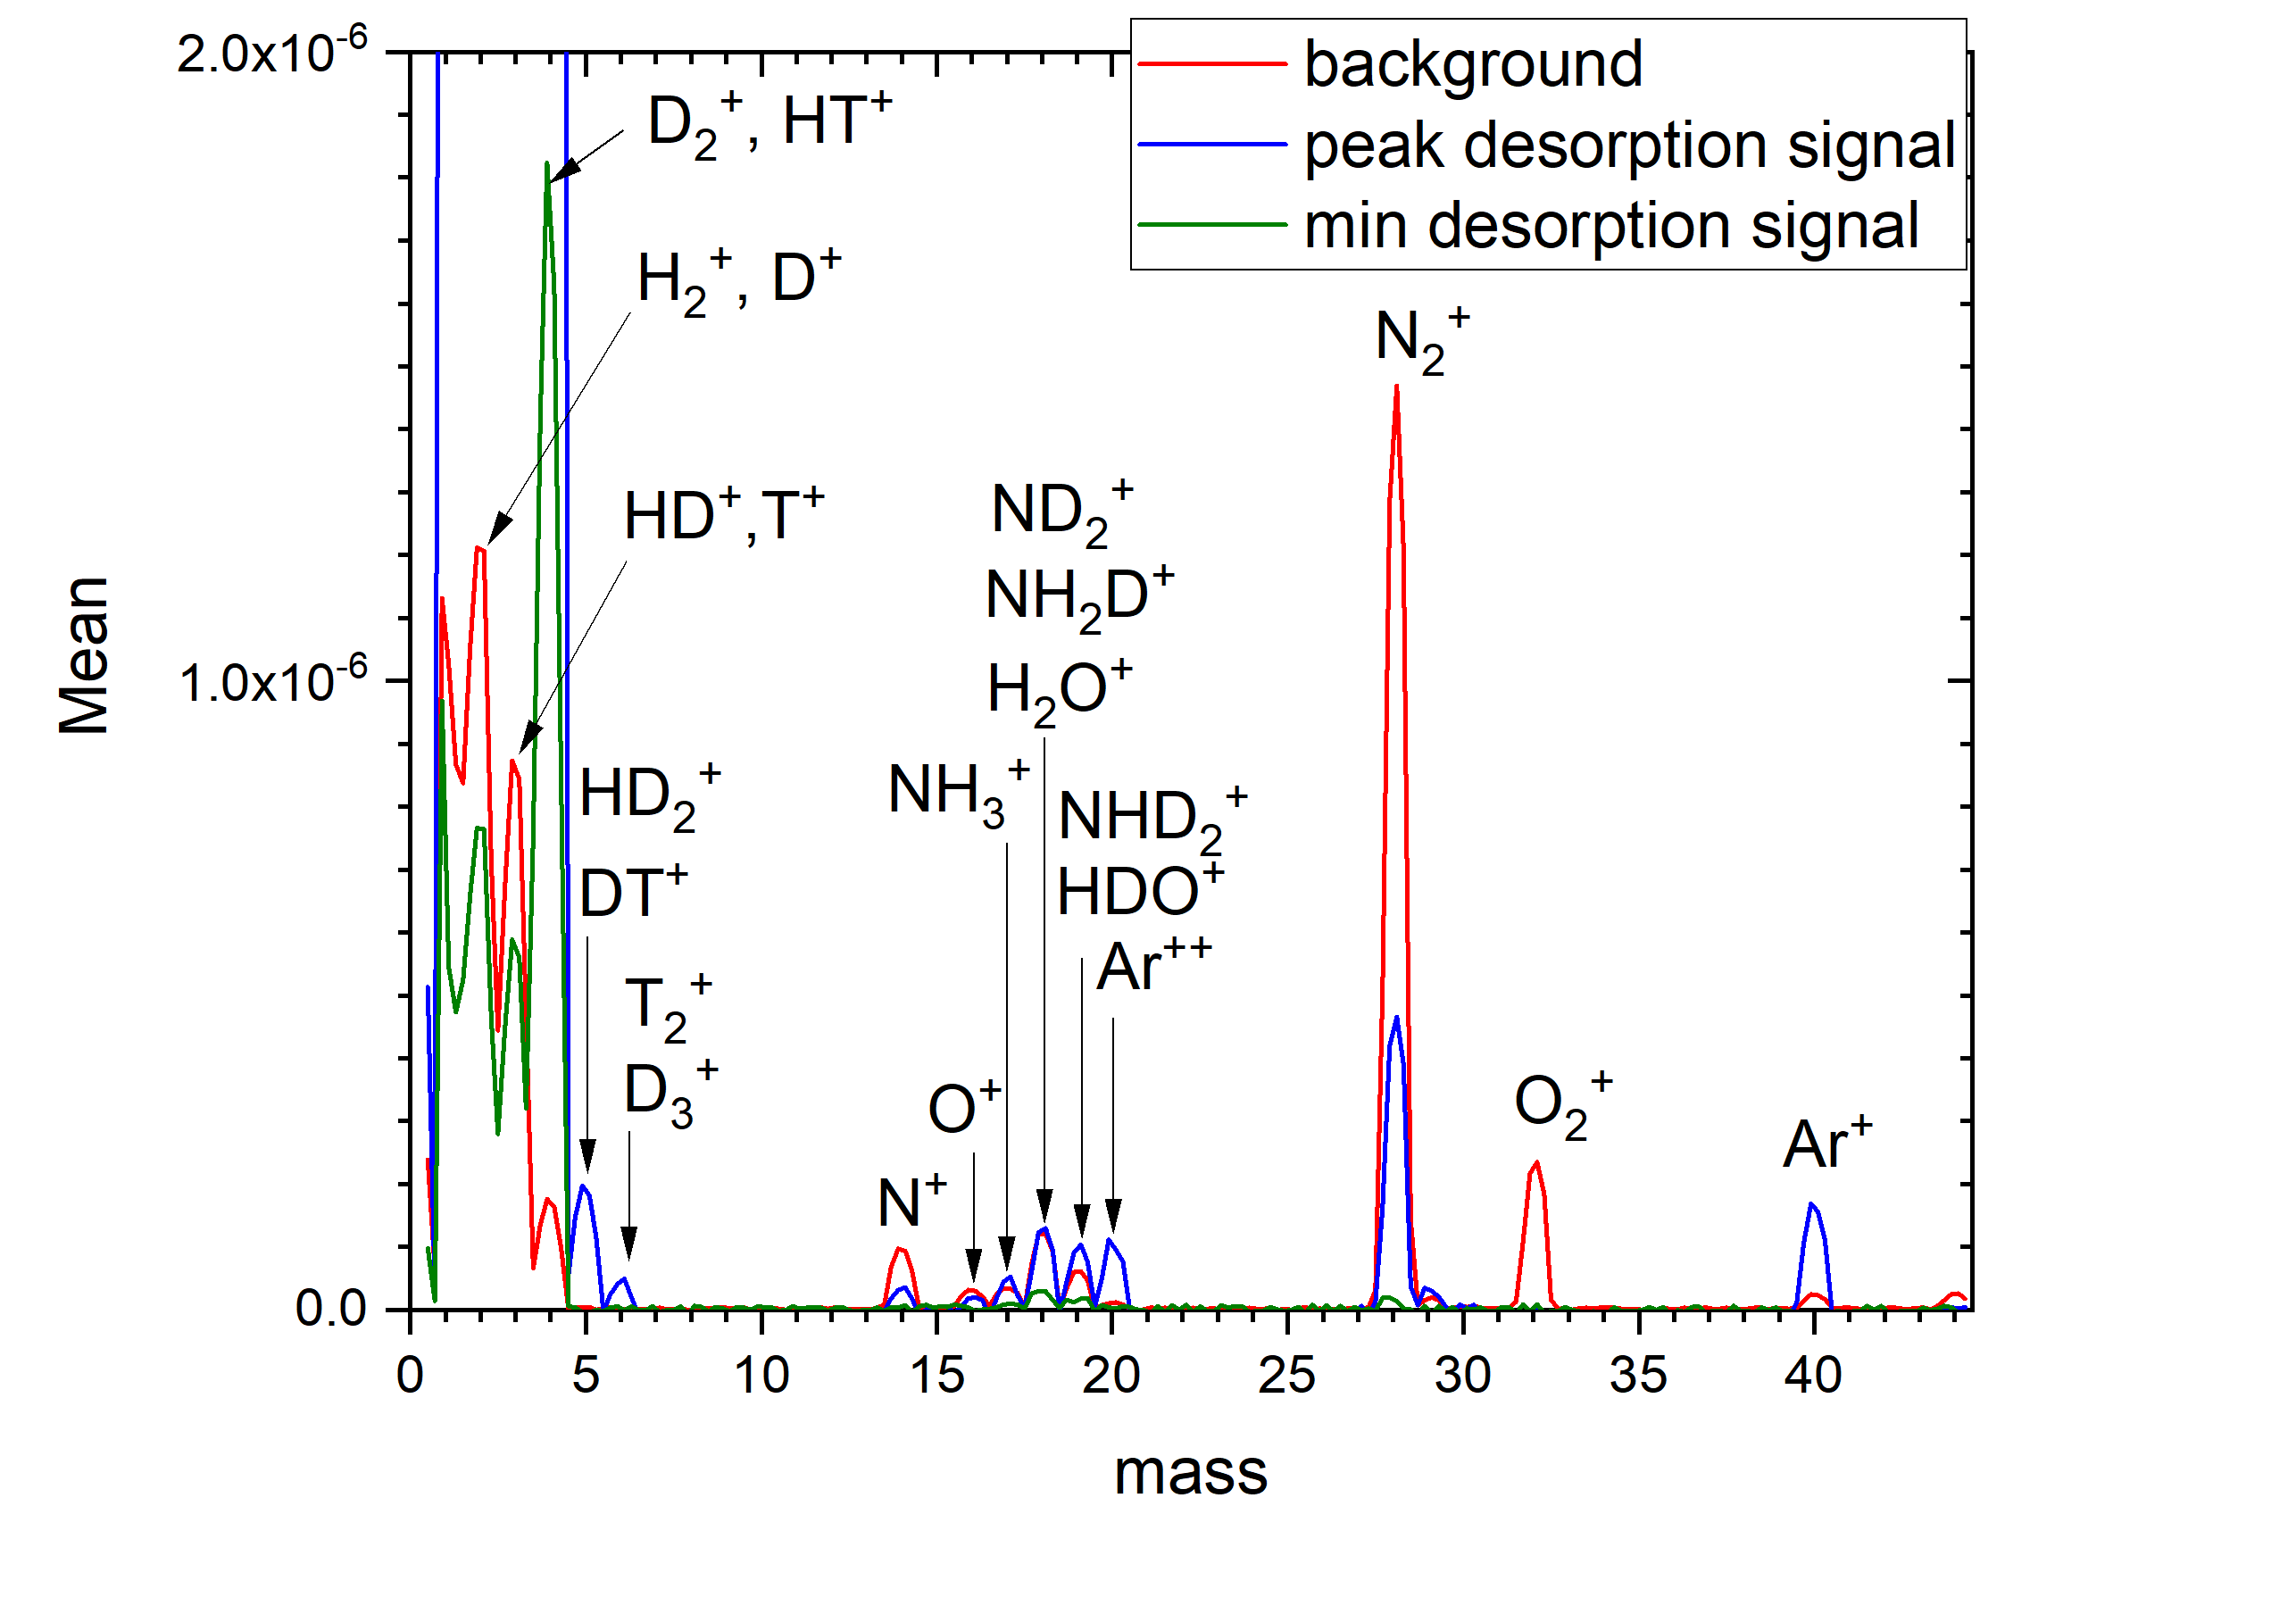 2.0x10⁻⁶
1.0x10⁻⁶
0.0
Mean
background
peak desorption signal
min desorption signal
D₂⁺, HT⁺
H₂⁺, D⁺
HD⁺,T⁺
HD₂⁺
DT⁺
T₂⁺
D₃⁺
N⁺
O⁺
NH₃⁺
ND₂⁺
NH₂D⁺
H₂O⁺
NHD₂⁺
HDO⁺
Ar⁺⁺
N₂⁺
O₂⁺
Ar⁺
0 5 10 15 20 25 30 35 40
mass